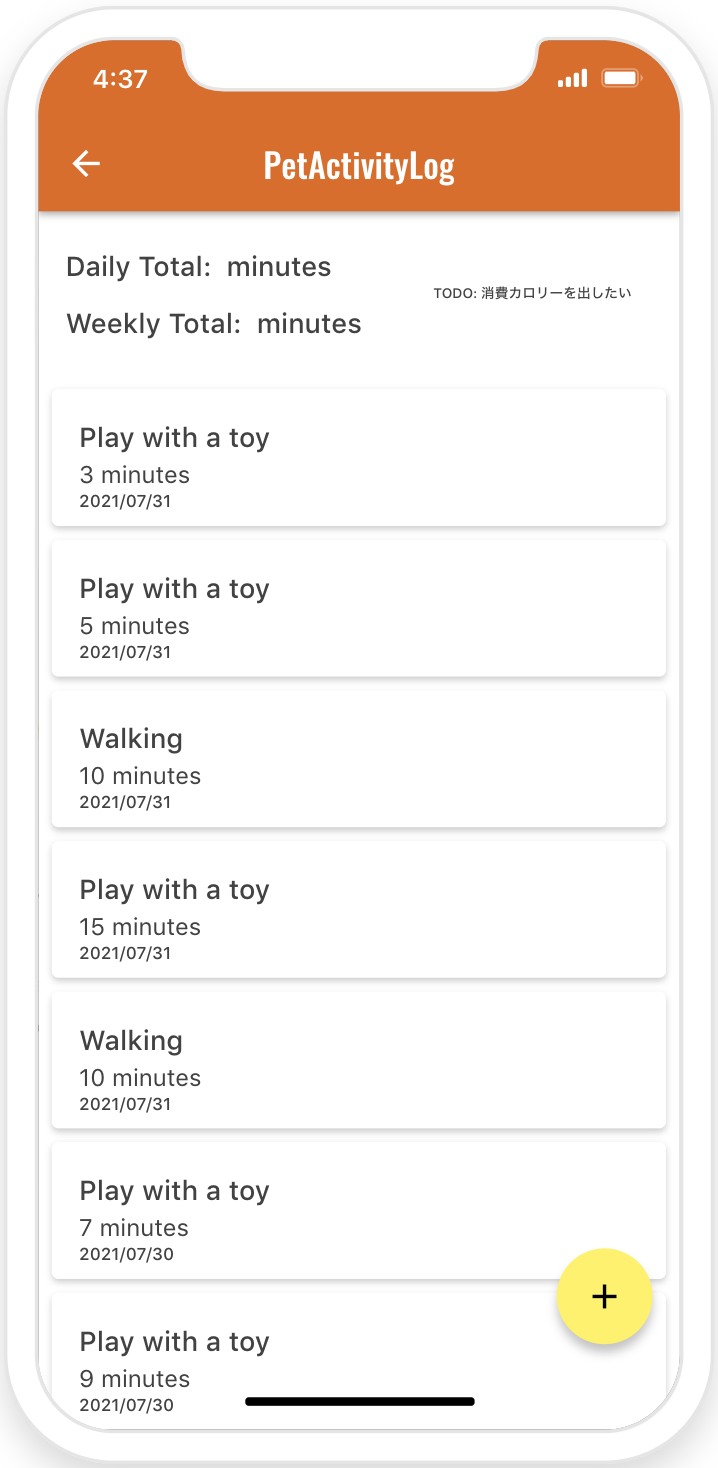 4:37
PetActivityLog
Daily Total:  minutes
TODO: 消費カロリーを出したい
Weekly Total:  minutes
Play with a toy
3 minutes
2021/07/31
Play with a toy
5 minutes
2021/07/31
Walking
10 minutes
2021/07/31
Play with a toy
15 minutes
2021/07/31
Walking
10 minutes
2021/07/31
Play with a toy
7 minutes
2021/07/30
+
Play with a toy
9 minutes
2021/07/30